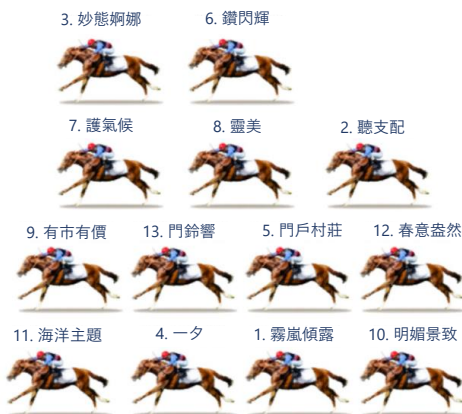 3. 妙態婀娜 6. 鑽閃輝
7. 護氣候 8. 靈美 2. 聽支配
9. 有市有價 13. 門鈴響 5. 門戶村莊 12. 春意盎然
11. 海洋主題 4. 一夕 1. 霧嵐傾露 10. 明媚景致